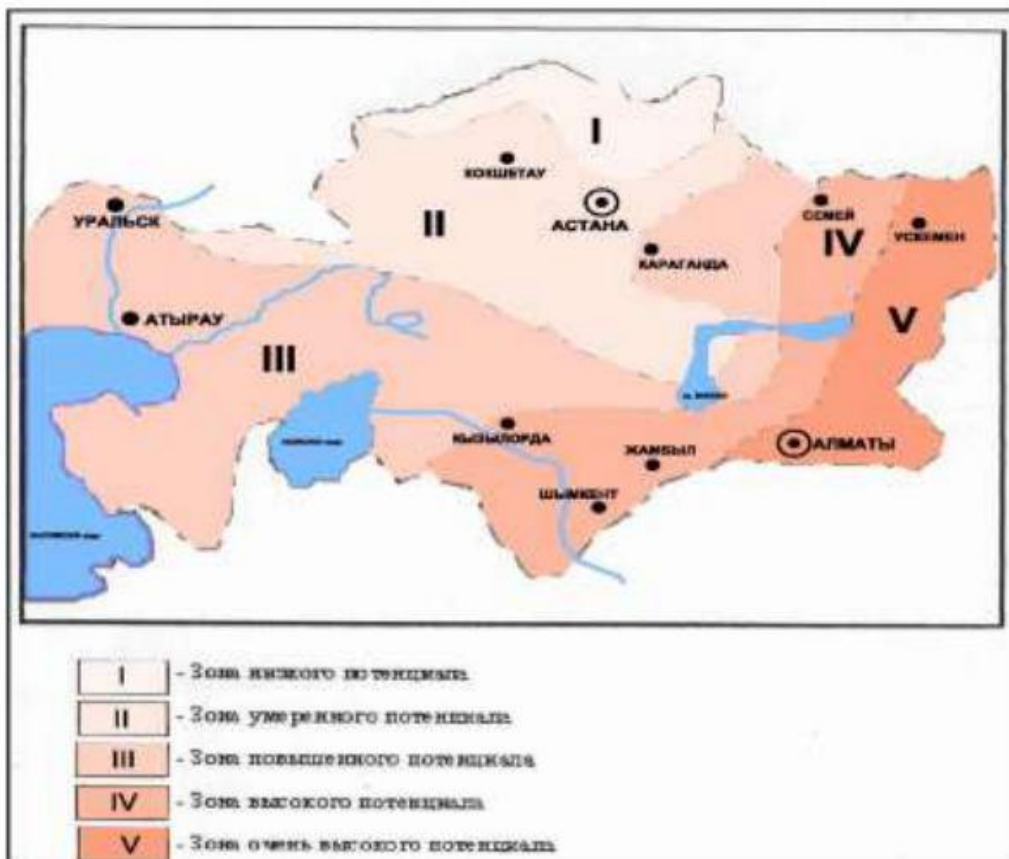 I
КОКШЕТАУ
УРАЛЬСК
АСТАНА
II
СЕМЕЙ
IV
УСКЕМЕН
КАРАГАНДА
АТЫРАУ
V
III
КЫЗЫЛОРДА
ЖАМБЫЛ
АЛМАТЫ
ШЫМКЕНТ
I - Зона низкого потенциала
II - Зона умеренного потенциала
III - Зона повышенного потенциала
IV - Зона высокого потенциала
V - Зона очень высокого потенциала